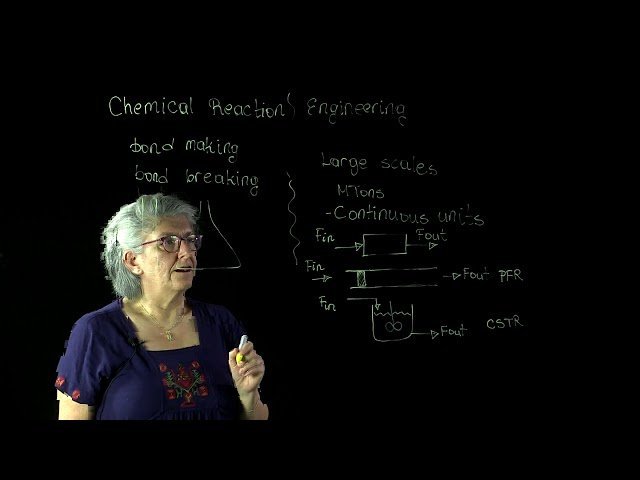 Chemical Reaction Engineering
bond making
bond breaking
Large scales
MTons
-Continuous units
Fin Fout
Fin Fout PFR
Fin Fout CSTR